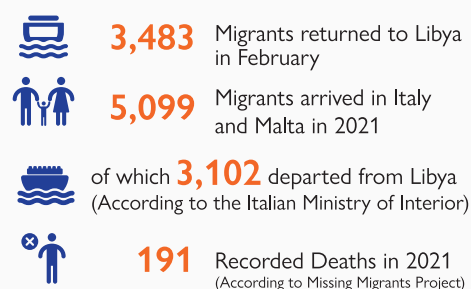 3,483 Migrants returned to Libya
in February
5,099 Migrants arrived in Italy
and Malta in 2021
of which 3,102 departed from Libya
(According to the Italian Ministry of Interior)
191 Recorded Deaths in 2021
(According to Missing Migrants Project)